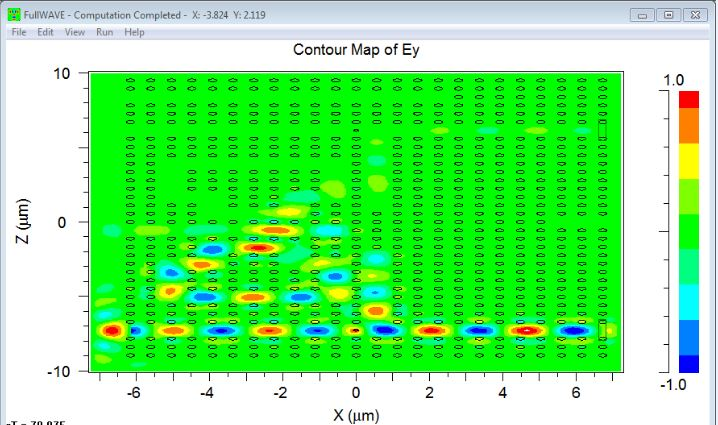 FullWAVE - Computation Completed - X: -3.824 Y: 2.119
File Edit View Run Help
Contour Map of Ey
10
1.0
Z (μm)
0
-10
-1.0
-6 -4 -2 0 2 4 6
X (μm)